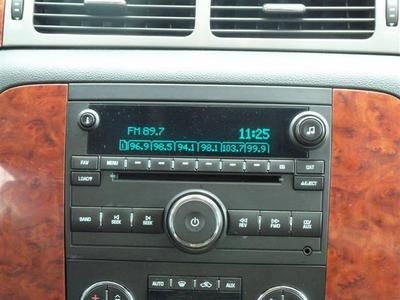 FM 89.7 11:25
1 96.9 98.5 94.1 98.1 103.7 99.9
FAV MENU CAT
LOAD EJECT
BAND SEEK SEEK REV FWD CD/AUX
AUTO AUX